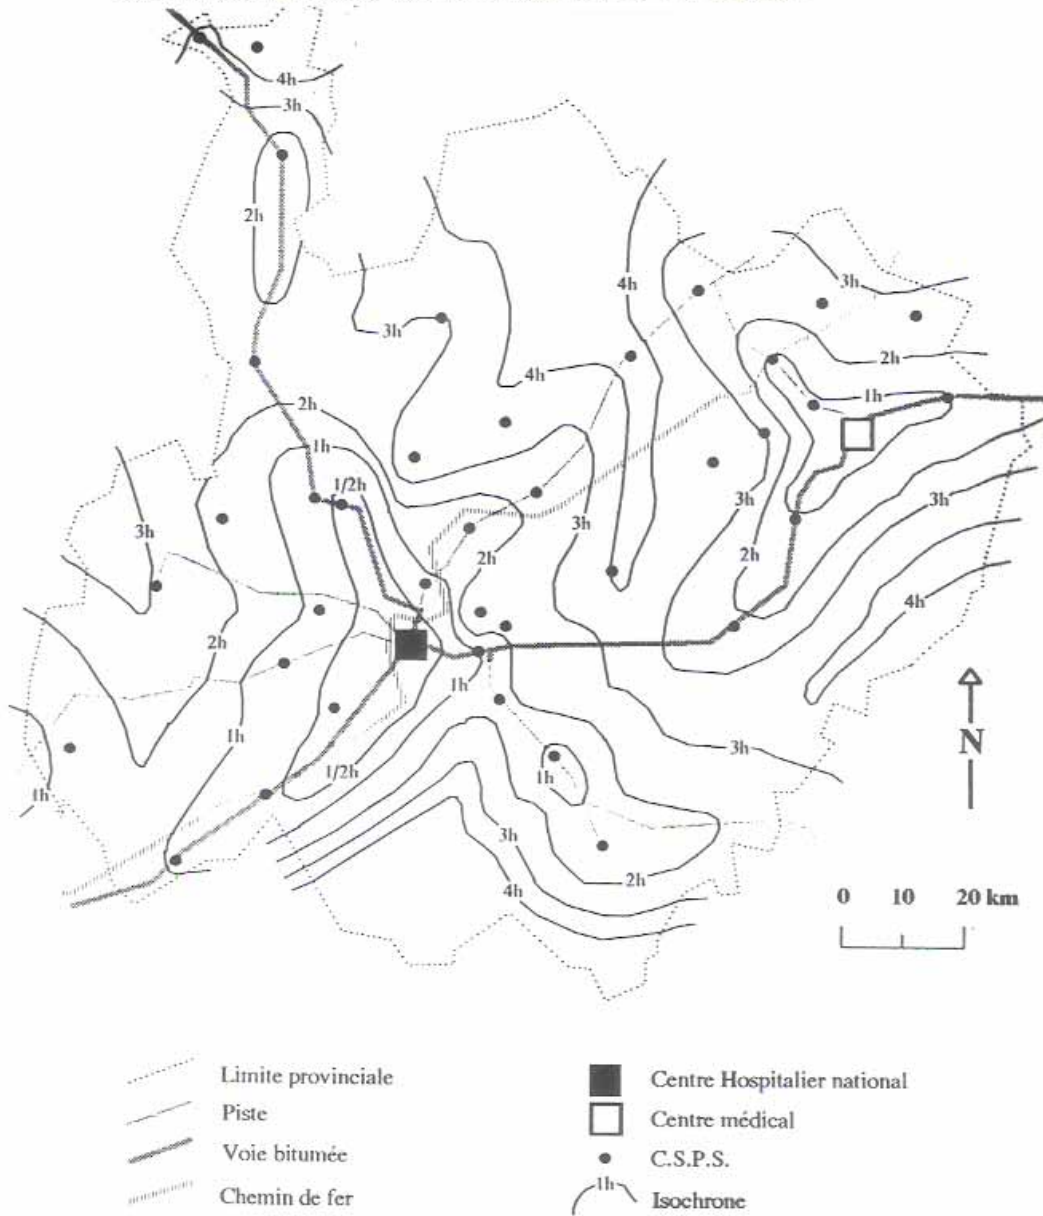 4h
3h
2h
4h
3h
3h
4h
2h
2h
1h
1h
1/2h
3h
3h
3h
3h
2h
2h
4h
2h
1h
1h
3h
1/2h
1h
N
1h
3h
2h
4h
0 10 20 km
Limite provinciale
Piste
Voie bitumée
Chemin de fer
Centre Hospitalier national
Centre médical
C.S.P.S.
1h
Isochrone